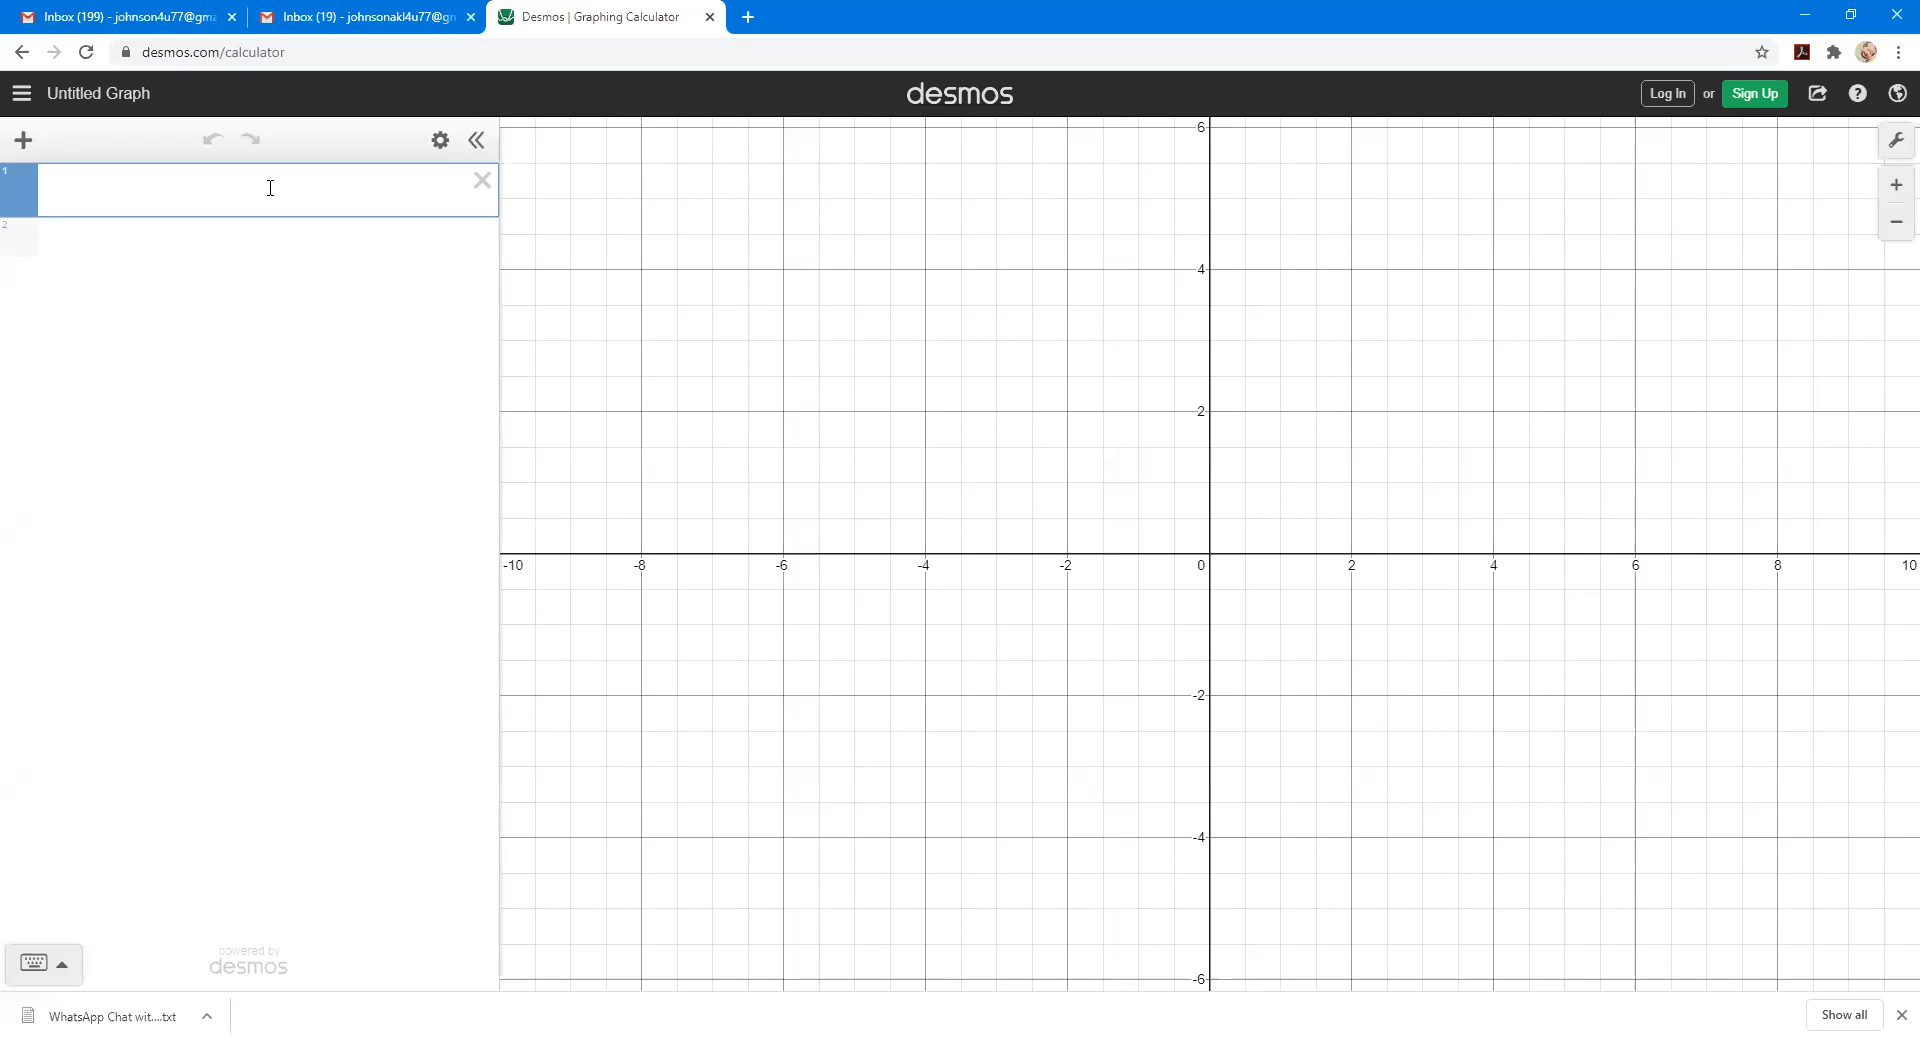 Inbox (199) - johnson4u77@gma
Inbox (19) - johnsonakl4u77@gr
Desmos | Graphing Calculator
desmos.com/calculator
Untitled Graph
desmos
Log In
or
Sign Up
1
2
6
4
2
-10
-8
-6
-4
-2
0
2
4
6
8
10
-2
-4
-6
powered by
desmos
WhatsApp Chat wit....txt
Show all